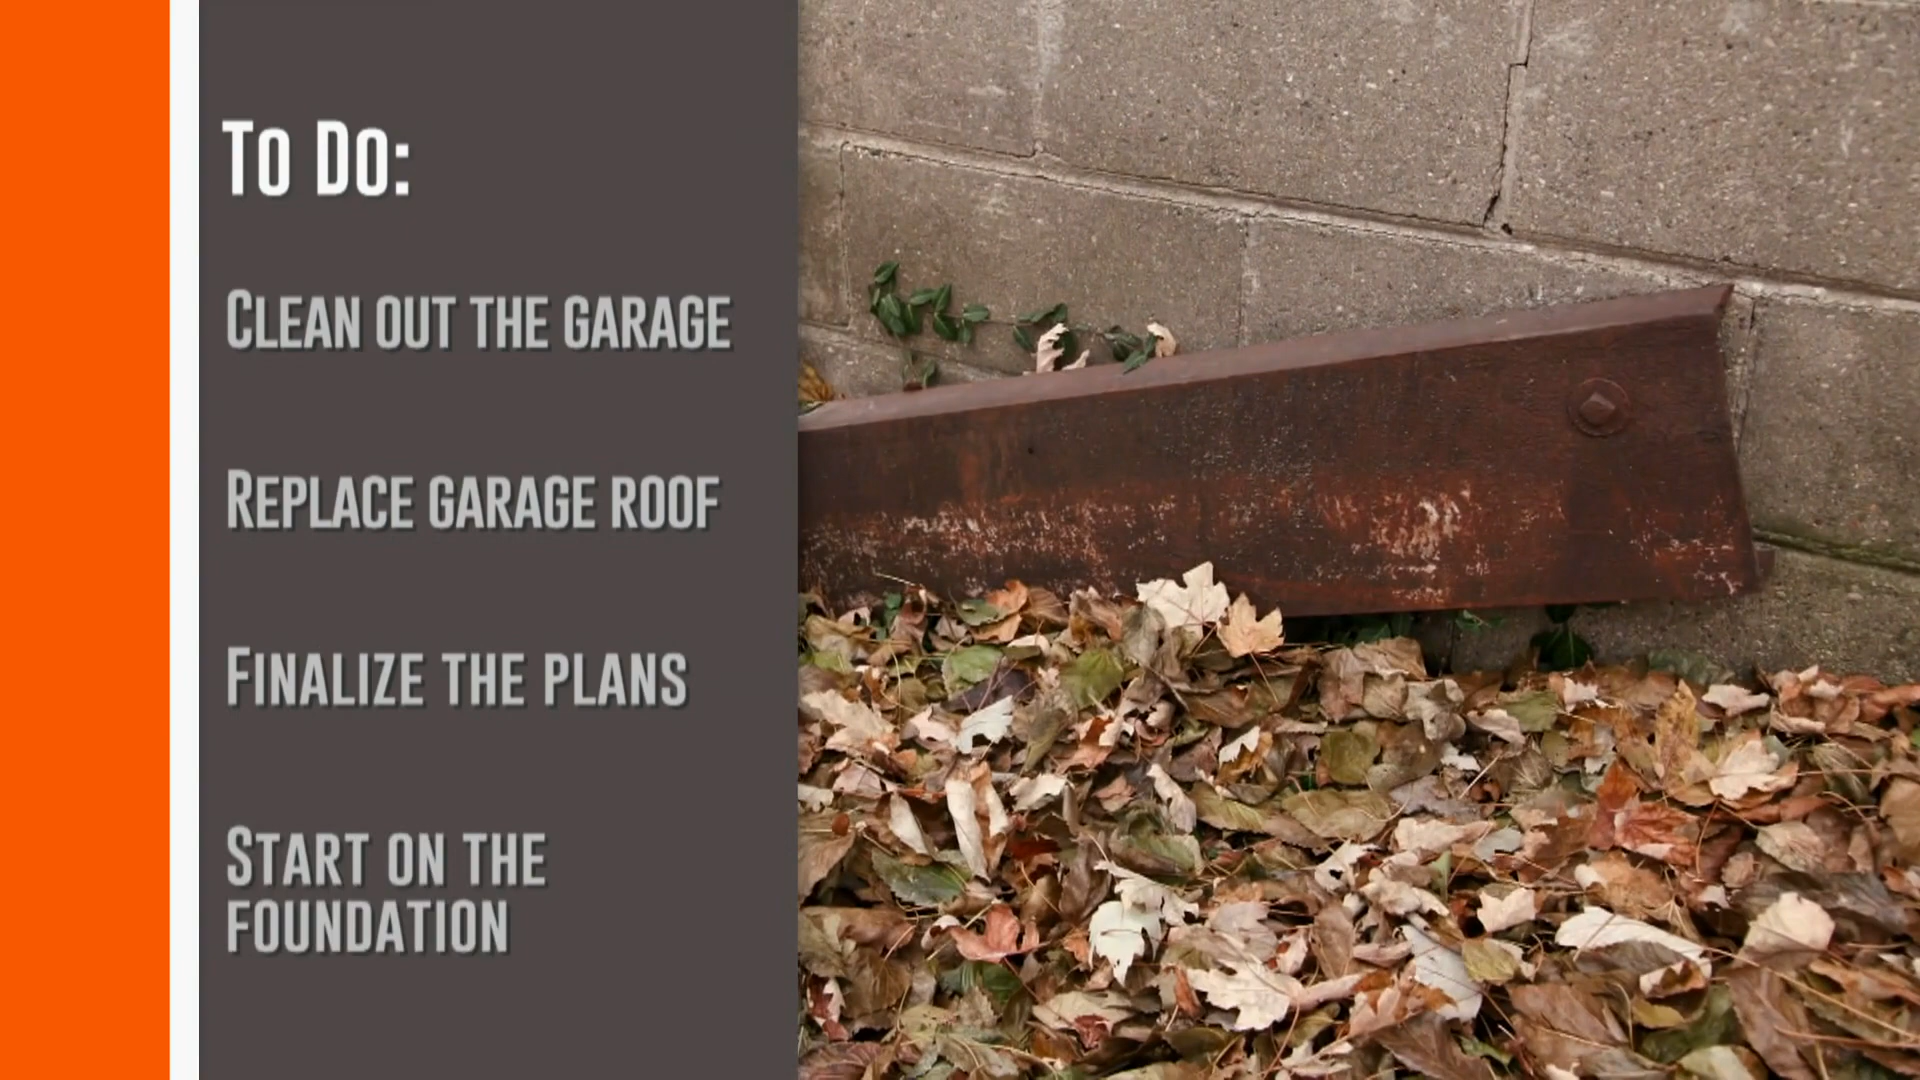 To Do:
Clean out the garage
Replace garage roof
Finalize the plans
Start on the
foundation